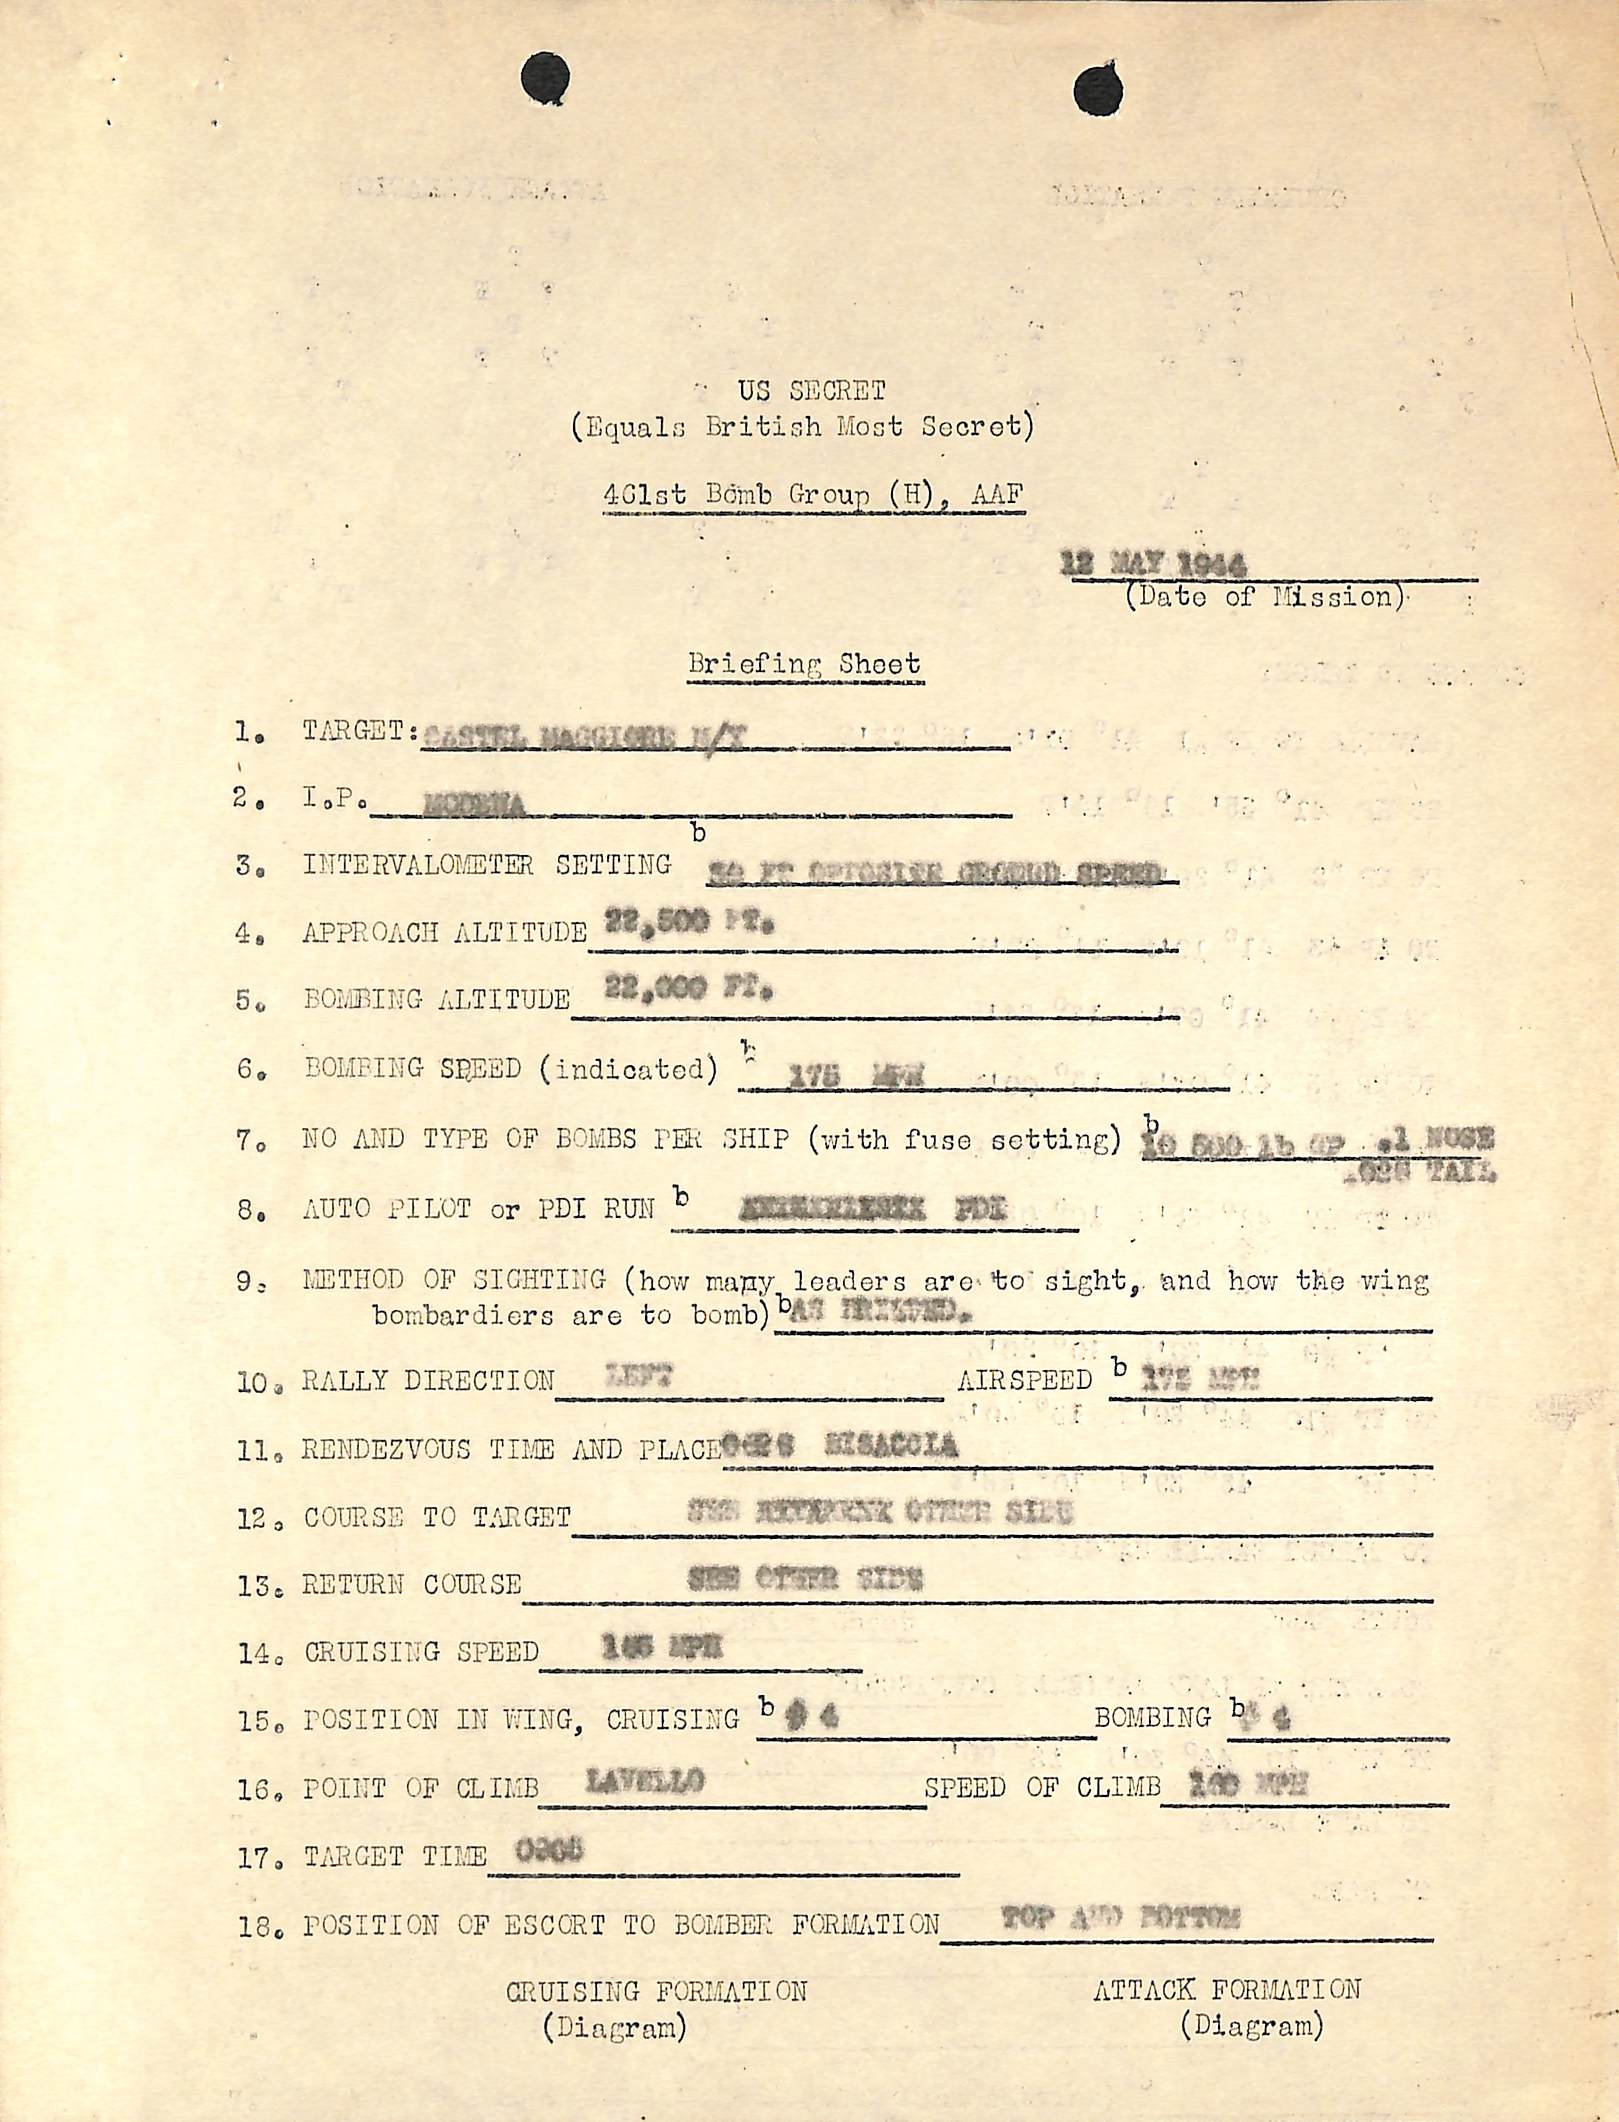 US SECRET
(Equals British Most Secret)
461st Bomb Group (H), AAF
12 MAY 1944
(Date of Mission)
Briefing Sheet
1. TARGET: CASTEL MAGGIORE M/Y
2. I.P. MODENA
b
3. INTERVALOMETER SETTING FT OPPOSITE GROUND SPEED
4. APPROACH ALTITUDE 22,500 FT.
5. BOMBING ALTITUDE 22,000 FT.
6. BOMBING SPEED (indicated) b 175 MPH
7. NO AND TYPE OF BOMBS PER SHIP (with fuse setting) b 10 500 lb GP .1 NOSE
.025 TAIL
8. AUTO PILOT or PDI RUN b PDI
9. METHOD OF SIGHTING (how many leaders are to sight, and how the wing
bombardiers are to bomb) b AS BRIEFED.
10. RALLY DIRECTION LEFT AIRSPEED b 175 MPH
11. RENDEZVOUS TIME AND PLACE BISACCIA
12. COURSE TO TARGET SEE OTHER SIDE
13. RETURN COURSE SEE OTHER SIDE
14. CRUISING SPEED 165 MPH
15. POSITION IN WING, CRUISING b # 4 BOMBING b 4
16. POINT OF CLIMB LAVELLO SPEED OF CLIMB 160 MPH
17. TARGET TIME
18. POSITION OF ESCORT TO BOMBER FORMATION TOP AND BOTTOM
CRUISING FORMATION ATTACK FORMATION
(Diagram) (Diagram)